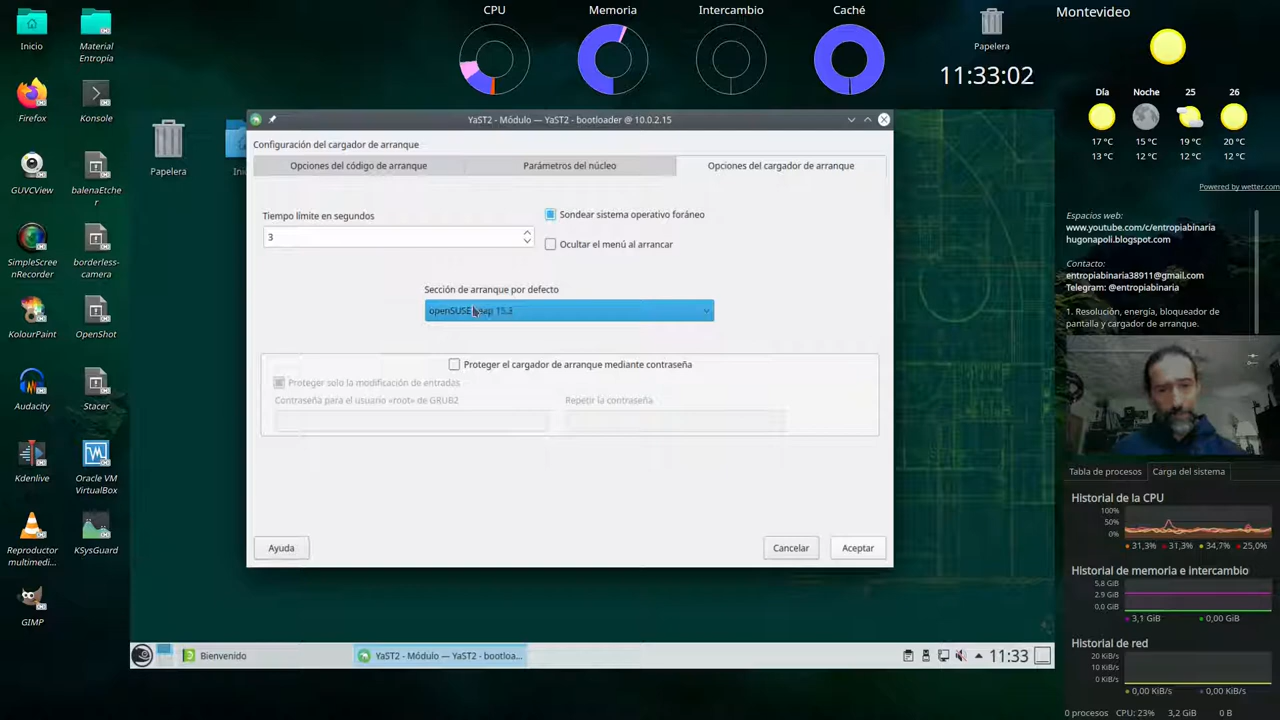 CPU
Memoria
Intercambio
Caché
Montevideo
Inicio
Material
Entropía
Papelera
11:33:02
Día
Noche
25
26
17 °C
15 °C
19 °C
20 °C
13 °C
12 °C
12 °C
12 °C
Firefox
Konsole
Papelera
YaST2 - Módulo — YaST2 - bootloader @ 10.0.2.15
Configuración del cargador de arranque
Opciones del código de arranque
Parámetros del núcleo
Opciones del cargador de arranque
Tiempo límite en segundos
3
Sondear sistema operativo foráneo
Ocultar el menú al arrancar
Sección de arranque por defecto
openSUSE
15.3
Proteger el cargador de arranque mediante contraseña
Proteger solo la modificación de entradas
Contraseña para el usuario «root» de GRUB2
Repetir la contraseña
Ayuda
Cancelar
Aceptar
Powered by wetter.com
Espacios web:
www.youtube.com/c/entropiabinaria
hugonapoli.blogspot.com
Contacto:
entropiabinaria38911@gmail.com
Telegram: @entropiabinaria
1. Resolución, energía, bloqueador de
pantalla y cargador de arranque.
GUVCView
balenaEtche
r
SimpleScree
nRecorder
borderless-
camera
KolourPaint
OpenShot
Audacity
Stacer
Kdenlive
Oracle VM
VirtualBox
Reproductor
multimedi...
KSysGuard
GIMP
Tabla de procesos
Carga del sistema
Historial de la CPU
100%
50%
0%
31,3%
31,3%
34,7%
25,0%
Historial de memoria e intercambio
5.8 GiB
2.9 GiB
0.0 GiB
3,1 GiB
0,00 GiB
Historial de red
20 KiB/s
10 KiB/s
0 KiB/s
0,00 KiB/s
0,00 KiB/s
0 procesos
CPU: 23%
3,2 GiB
0 B
Bienvenido
YaST2 - Módulo — YaST2 - bootloa...
11:33